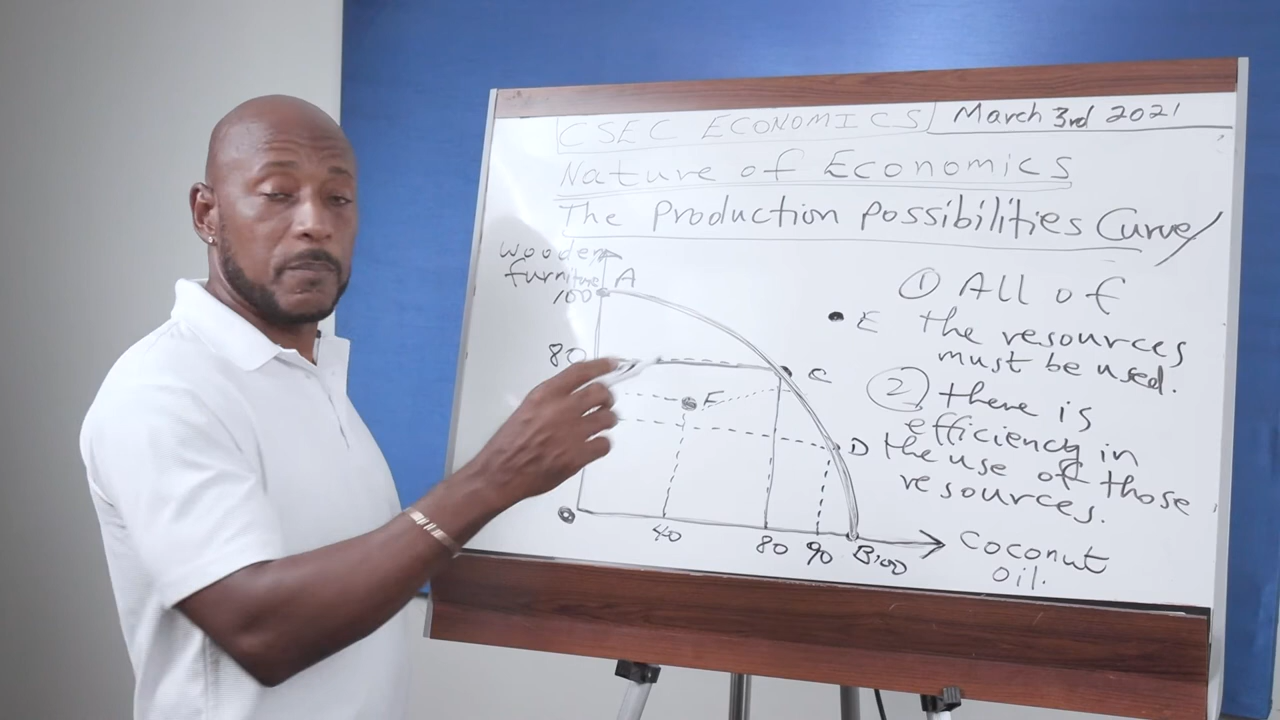 CSEC ECONOMICS March 3rd 2021
Nature of Economics
The Production Possibilities Curve
Wooden
furniture
A
100
80
C
E
F
D
① All of
the resources
must be used.
② there is
efficiency in
the use of those
resources.
O
40 80 90 B100
Coconut
oil.